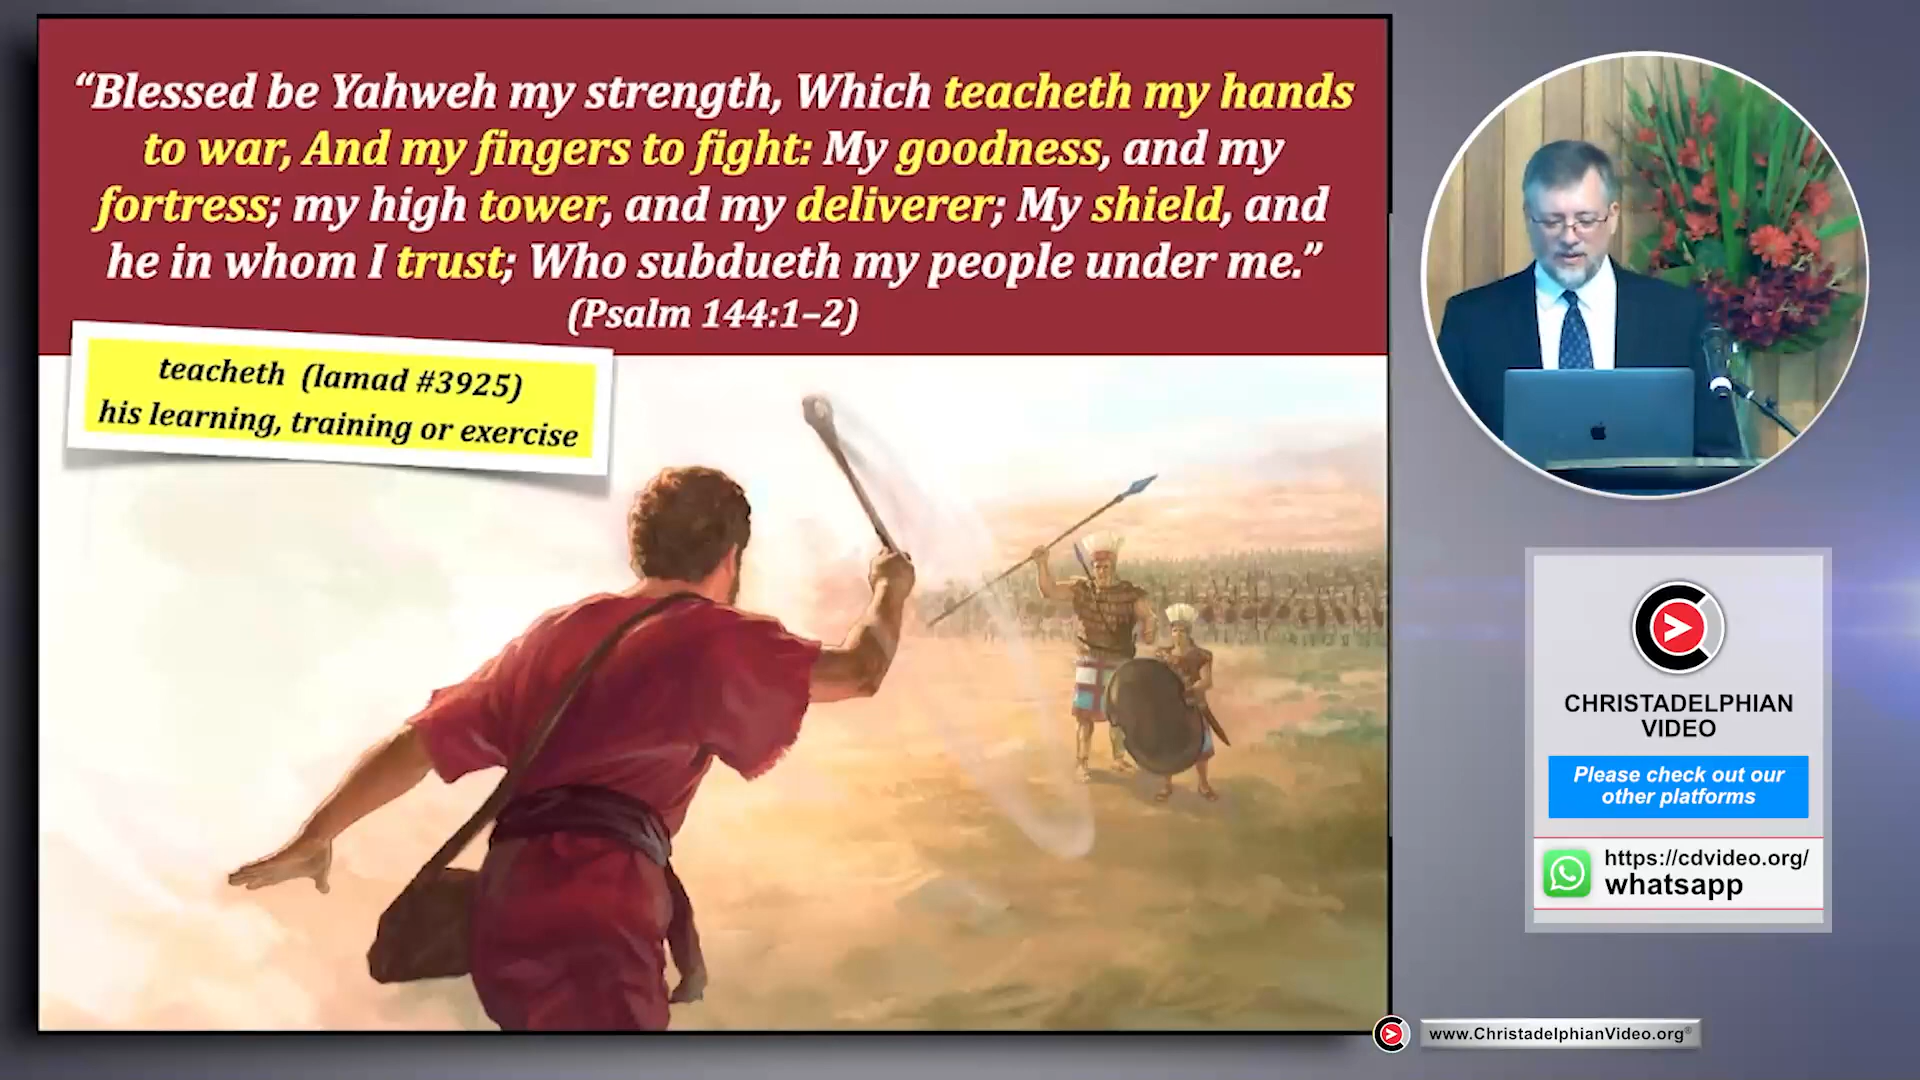 “Blessed be Yahweh my strength, Which teacheth my hands
to war, And my fingers to fight: My goodness, and my
fortress; my high tower, and my deliverer; My shield, and
he in whom I trust; Who subdueth my people under me.”
(Psalm 144:1–2)
teacheth (lamad #3925)
his learning, training or exercise
CHRISTADELPHIAN
VIDEO
Please check out our
other platforms
https://cdvideo.org/
whatsapp
www.ChristadelphianVideo.org®